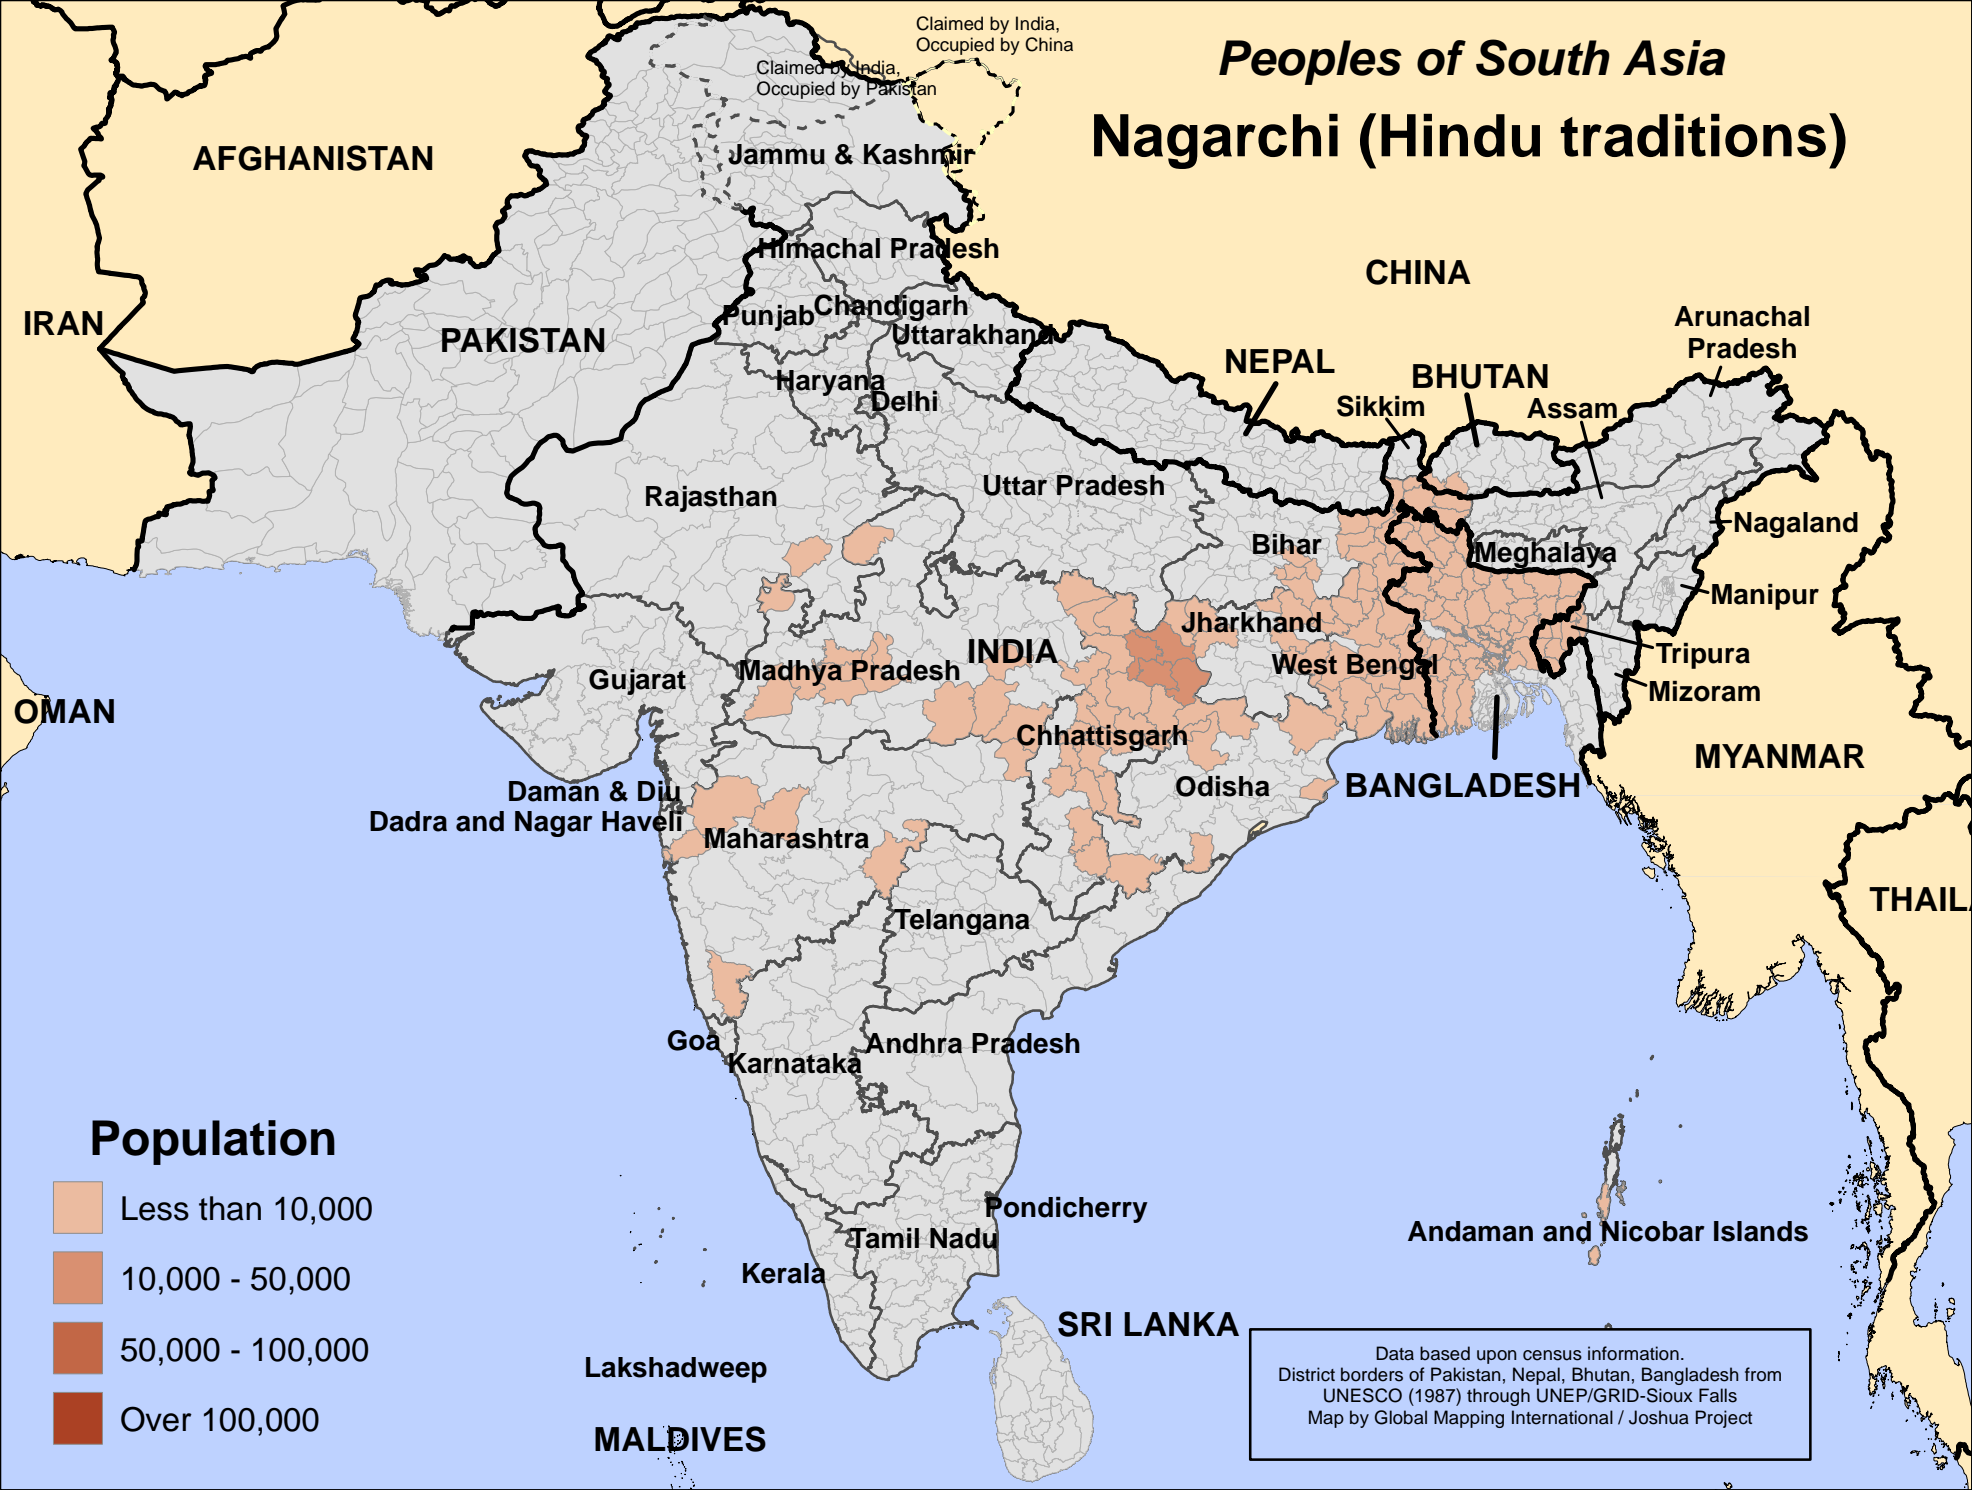 Claimed by India,
Occupied by China
Peoples of South Asia
Claimed by India,
Occupied by Pakistan
Nagarchi (Hindu traditions)
AFGHANISTAN
Jammu & Kashmir
Himachal Pradesh
CHINA
IRAN
PAKISTAN
Punjab
Chandigarh
Uttarakhand
Arunachal
Pradesh
NEPAL
BHUTAN
Haryana
Delhi
Sikkim
Assam
Rajasthan
Uttar Pradesh
Nagaland
Bihar
Meghalaya
Manipur
Jharkhand
INDIA
Tripura
Madhya Pradesh
West Bengal
Gujarat
Mizoram
OMAN
Chhattisgarh
MYANMAR
Daman & Diu
Odisha
BANGLADESH
Dadra and Nagar Haveli
Maharashtra
THAIL
Telangana
Goa
Andhra Pradesh
Karnataka
Pondicherry
Tamil Nadu
Andaman and Nicobar Islands
Kerala
SRI LANKA
Lakshadweep
MALDIVES
Population
Less than 10,000
10,000 - 50,000
50,000 - 100,000
Over 100,000
Data based upon census information.
District borders of Pakistan, Nepal, Bhutan, Bangladesh from
UNESCO (1987) through UNEP/GRID-Sioux Falls
Map by Global Mapping International / Joshua Project